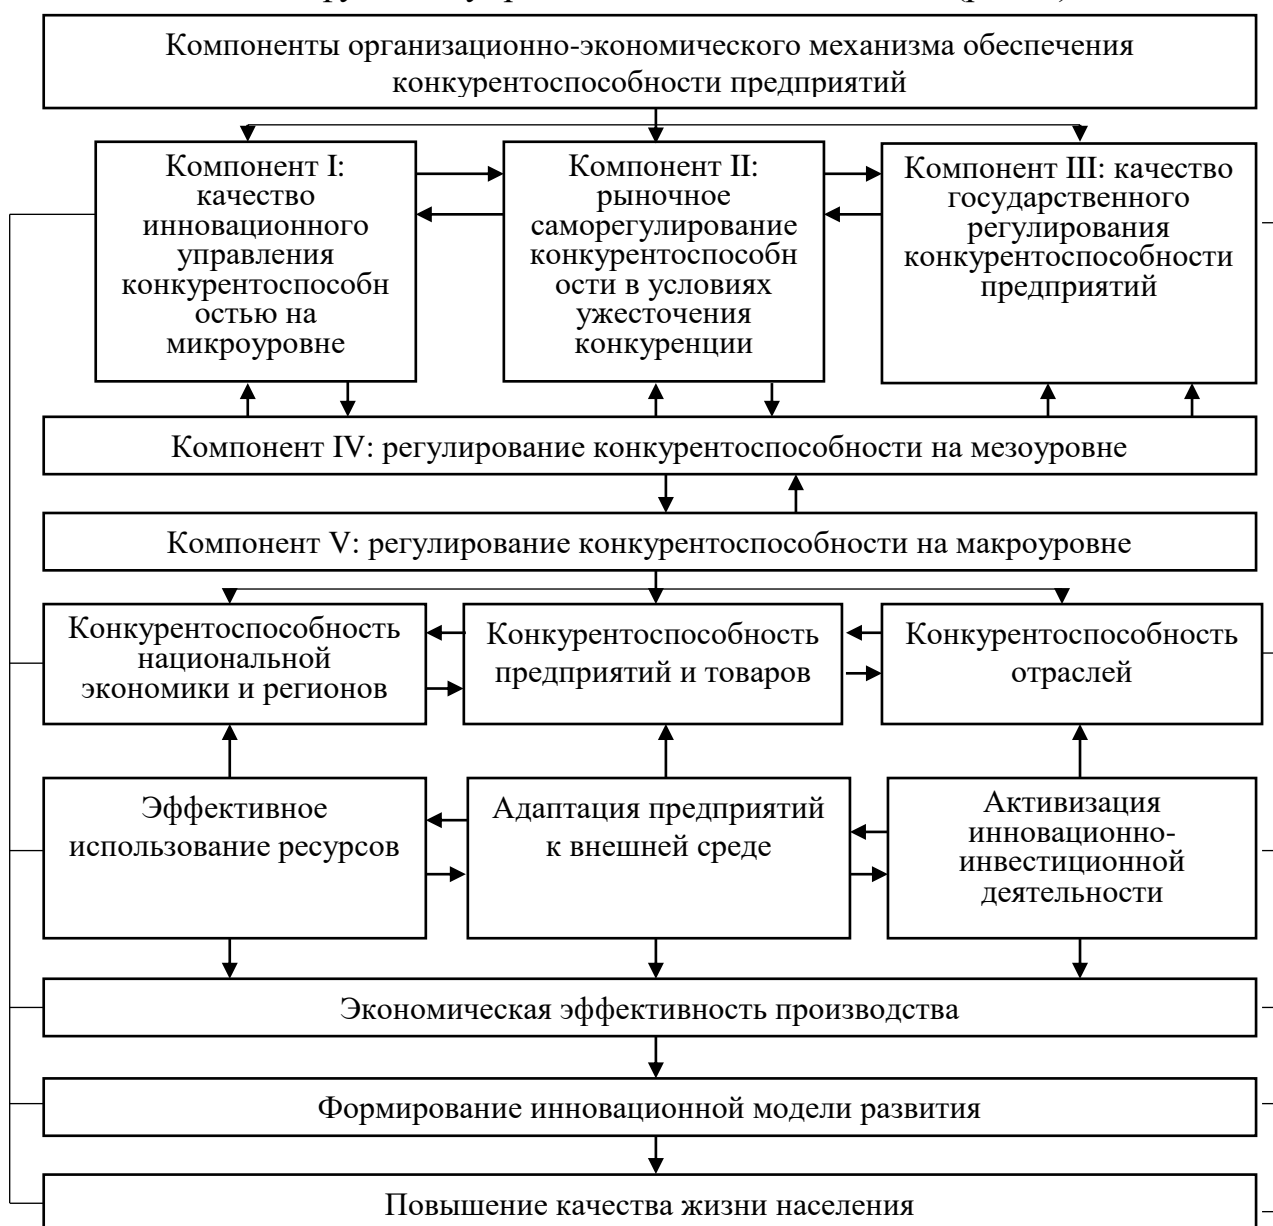 Компоненты организационно-экономического механизма обеспечения
конкурентоспособности предприятий
Компонент I:
качество
инновационного
управления
конкурентоспособн
остью на
микроуровне
Компонент II:
рыночное
саморегулирование
конкурентоспособн
ости в условиях
ужесточения
конкуренции
Компонент III: качество
государственного
регулирования
конкурентоспособности
предприятий
Компонент IV: регулирование конкурентоспособности на мезоуровне
Компонент V: регулирование конкурентоспособности на макроуровне
Конкурентоспособность
национальной
экономики и регионов
Конкурентоспособность
предприятий и товаров
Конкурентоспособность
отраслей
Эффективное
использование ресурсов
Адаптация предприятий
к внешней среде
Активизация
инновационно-
инвестиционной
деятельности
Экономическая эффективность производства
Формирование инновационной модели развития
Повышение качества жизни населения